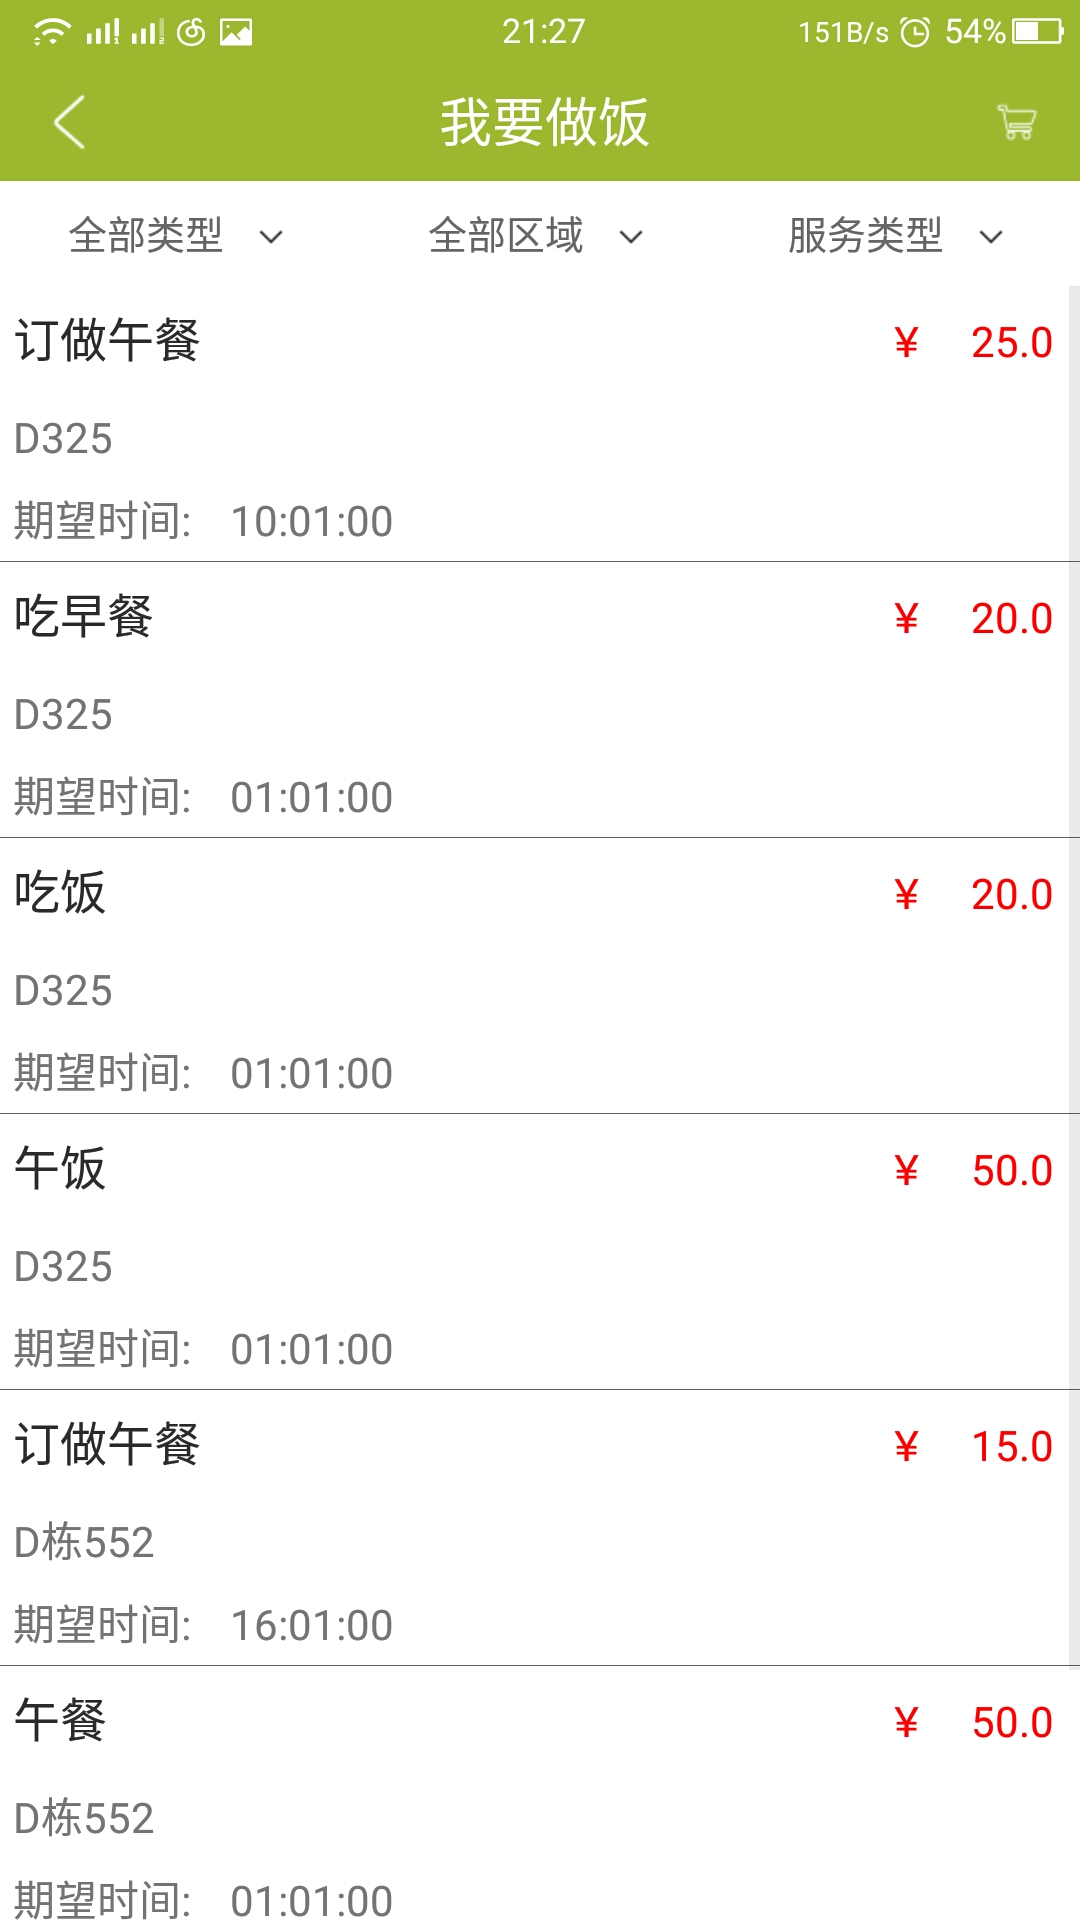 21:27 151B/s 54%
我要做饭
全部类型 全部区域 服务类型
订做午餐 ¥ 25.0
D325
期望时间: 10:01:00
吃早餐 ¥ 20.0
D325
期望时间: 01:01:00
吃饭 ¥ 20.0
D325
期望时间: 01:01:00
午饭 ¥ 50.0
D325
期望时间: 01:01:00
订做午餐 ¥ 15.0
D栋552
期望时间: 16:01:00
午餐 ¥ 50.0
D栋552
期望时间: 01:01:00